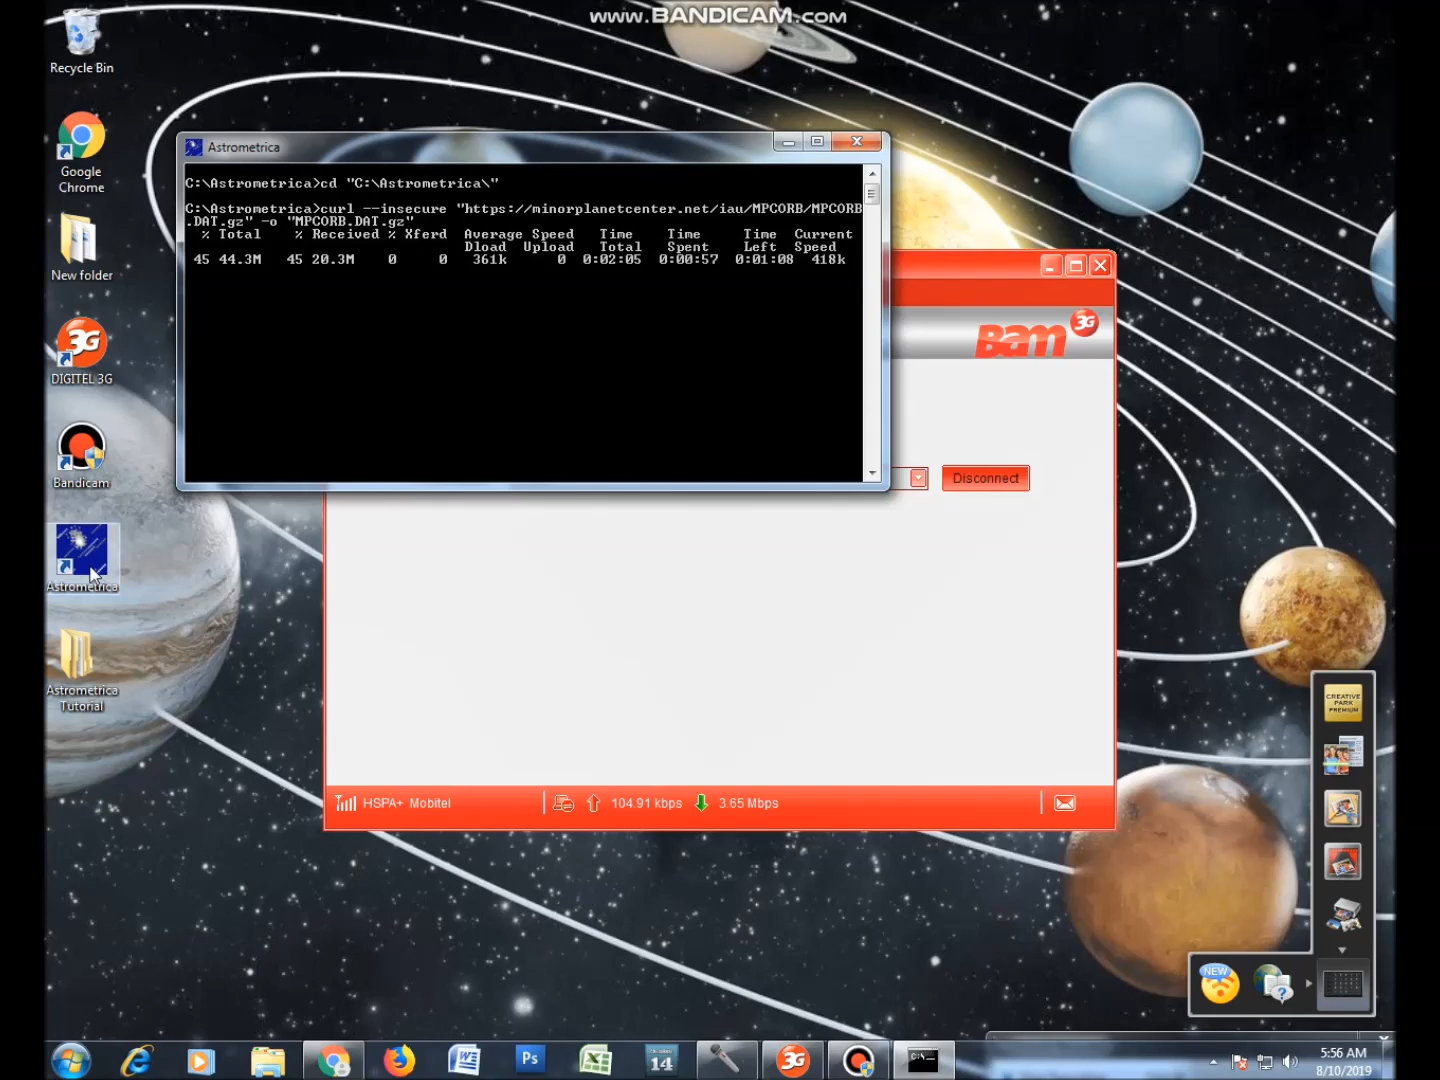 WWW.BANDICAM.COM
Recycle Bin
Google
Chrome
New folder
3G
DIGITEL 3G
Bandicam
Astrometrica
Astrometrica
Tutorial
Astrometrica
C:\Astrometrica>cd "C:\Astrometrica\"
C:\Astrometrica>curl --insecure "https://minorplanetcenter.net/iau/MPCORB/MPCORB
.DAT.gz" -o "MPCORB.DAT.gz"
% Total % Received % Xferd Average Speed Time Time Time Current
Dload Upload Total Spent Left Speed
45 44.3M 45 20.3M 0 0 361k 0 0:02:05 0:00:57 0:01:08 418k
Bam 3G
Disconnect
HSPA+ Mobitel 104.91 kbps 3.65 Mbps
CREATIVE
PARK
PREMIUM
NEW
W
Ps
X
14
3G
C:\_
5:56 AM
8/10/2019